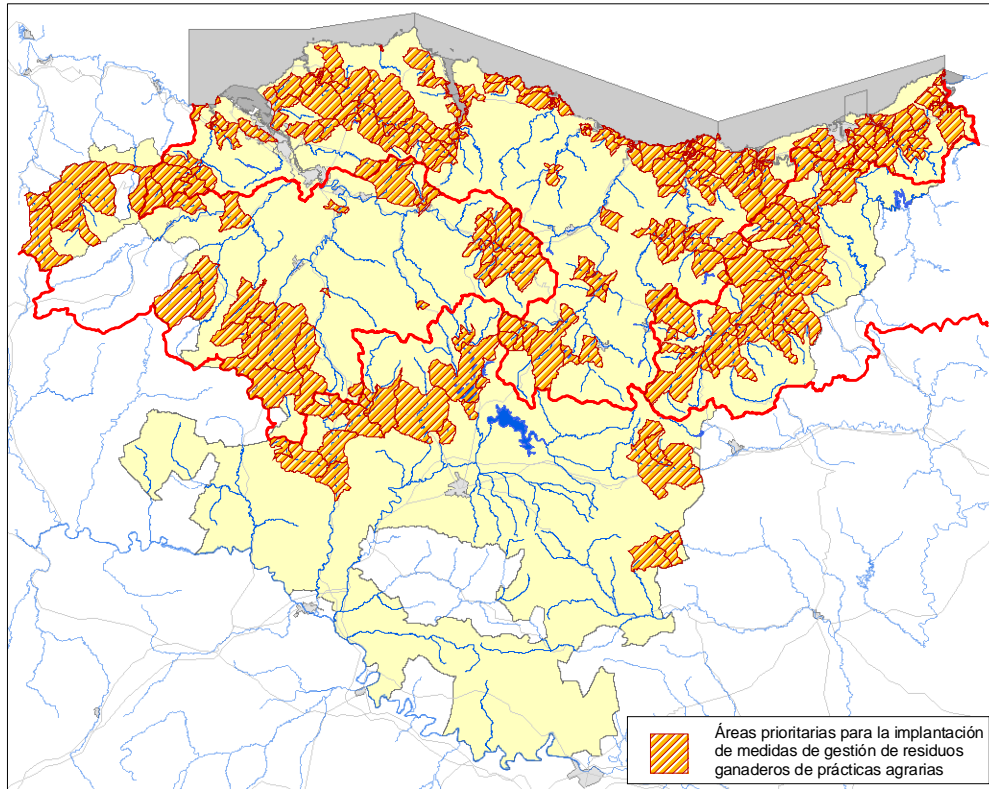 Áreas prioritarias para la implantación
de medidas de gestión de residuos
ganaderos de prácticas agrarias